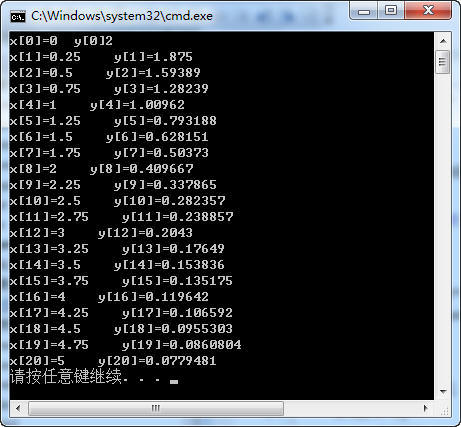 C:\Windows\system32\cmd.exe
x[0]=0  y[0]2
x[1]=0.25    y[1]=1.875
x[2]=0.5    y[2]=1.59389
x[3]=0.75    y[3]=1.28239
x[4]=1    y[4]=1.00962
x[5]=1.25    y[5]=0.793188
x[6]=1.5    y[6]=0.628151
x[7]=1.75    y[7]=0.50373
x[8]=2    y[8]=0.409667
x[9]=2.25    y[9]=0.337865
x[10]=2.5    y[10]=0.282357
x[11]=2.75    y[11]=0.238857
x[12]=3    y[12]=0.2043
x[13]=3.25    y[13]=0.17649
x[14]=3.5    y[14]=0.153836
x[15]=3.75    y[15]=0.135175
x[16]=4    y[16]=0.119642
x[17]=4.25    y[17]=0.106592
x[18]=4.5    y[18]=0.0955303
x[19]=4.75    y[19]=0.0860804
x[20]=5    y[20]=0.0779481
请按任意键继续. . .